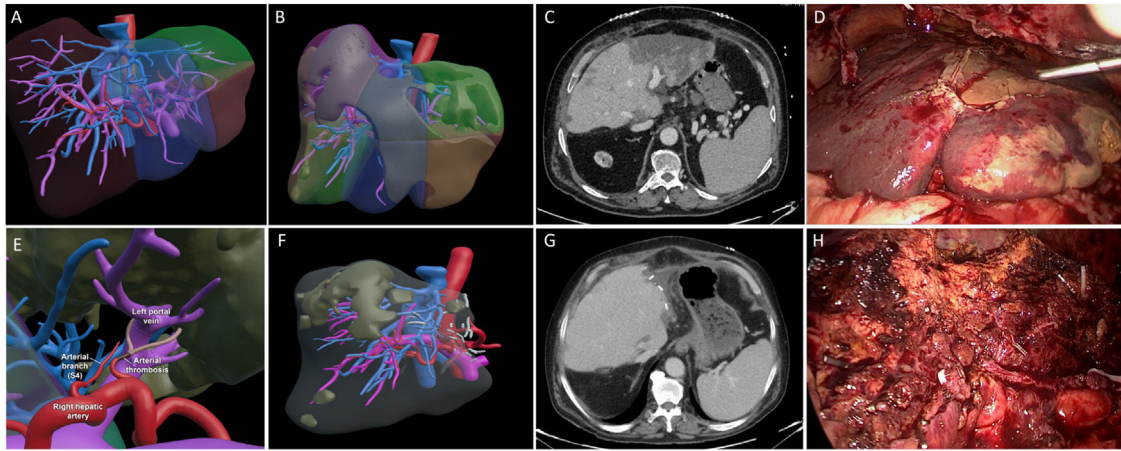 A
B
C
D
E
Left portal
vein
Arterial
branch
(S4)
Arterial
thrombosis
Right hepatic
artery
F
G
H